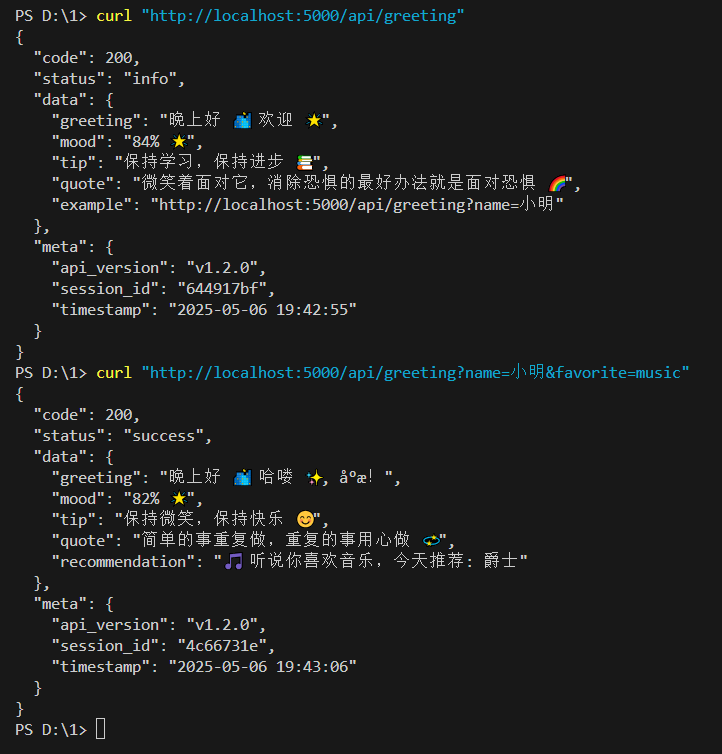 PS D:\1> curl "http://localhost:5000/api/greeting"
{
  "code": 200,
  "status": "info",
  "data": {
    "greeting": "晚上好 🌃 欢迎 🌟",
    "mood": "84% 🌟",
    "tip": "保持学习，保持进步 📚",
    "quote": "微笑着面对它，消除恐惧的最好办法就是面对恐惧 🌈",
    "example": "http://localhost:5000/api/greeting?name=小明"
  },
  "meta": {
    "api_version": "v1.2.0",
    "session_id": "644917bf",
    "timestamp": "2025-05-06 19:42:55"
  }
}
PS D:\1> curl "http://localhost:5000/api/greeting?name=小明&favorite=music"
{
  "code": 200,
  "status": "success",
  "data": {
    "greeting": "晚上好 🌃 哈喽 ✨, å°æ! ",
    "mood": "82% 🌟",
    "tip": "保持微笑，保持快乐 😊",
    "quote": "简单的事重复做，重复的事用心做 💫",
    "recommendation": "🎵 听说你喜欢音乐，今天推荐: 爵士"
  },
  "meta": {
    "api_version": "v1.2.0",
    "session_id": "4c66731e",
    "timestamp": "2025-05-06 19:43:06"
  }
}
PS D:\1>